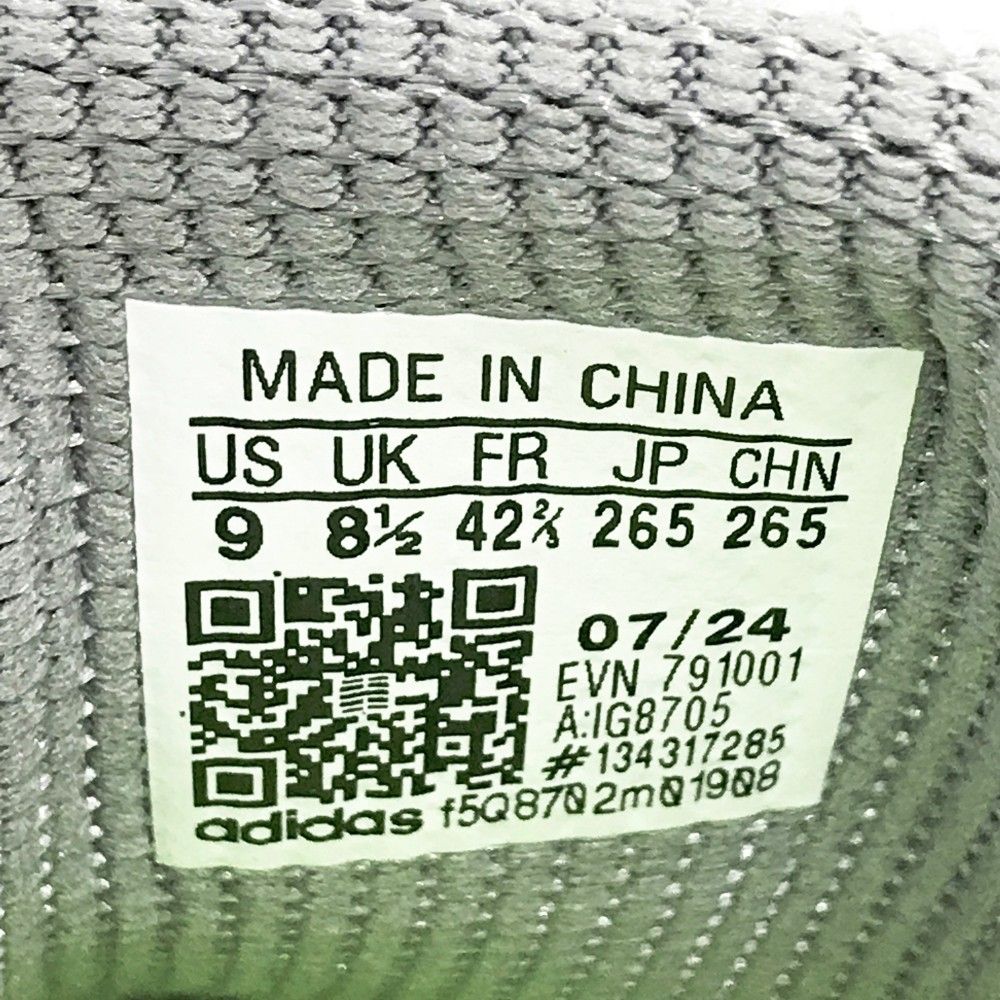 MADE IN CHINA
US UK FR JP CHN
9 8½ 42⅔ 265 265
07/24
EVN 791001
A:IG8705
#134317285
adidas f5Q8702m01908